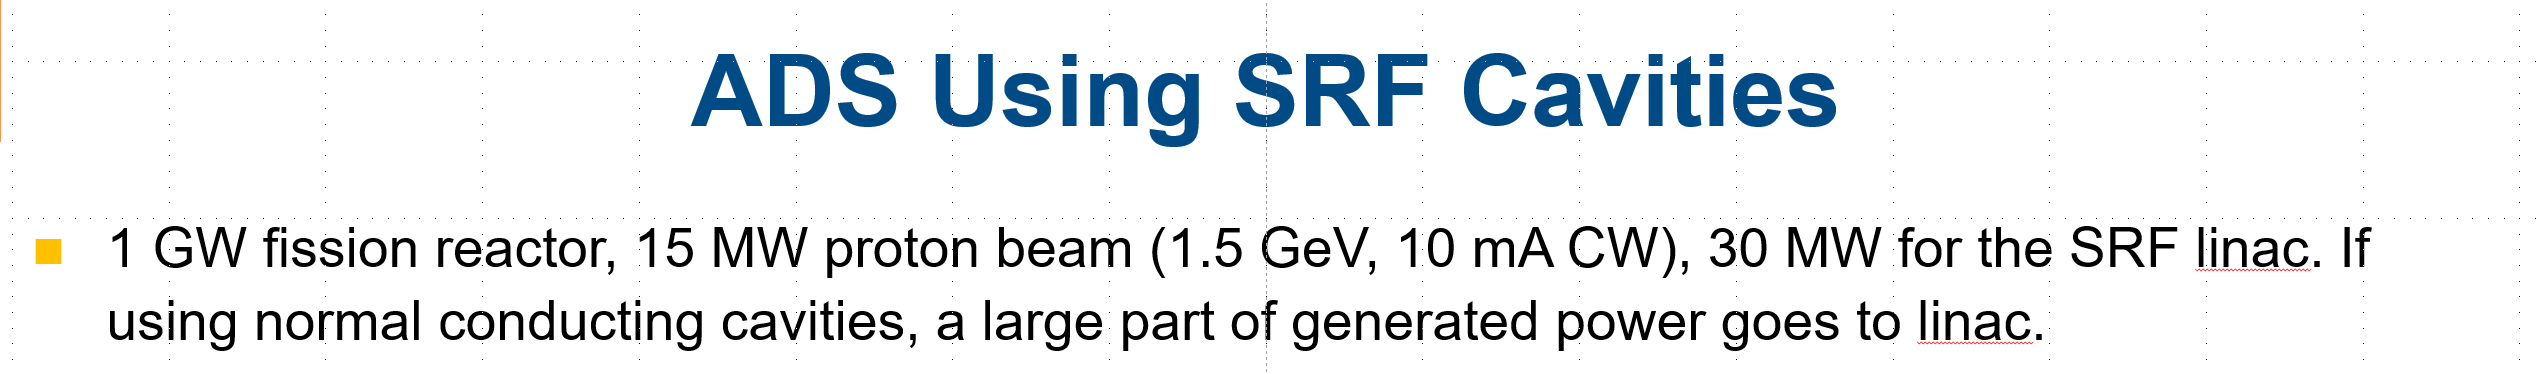 ADS Using SRF Cavities
1 GW fission reactor, 15 MW proton beam (1.5 GeV, 10 mA CW), 30 MW for the SRF linac. If
using normal conducting cavities, a large part of generated power goes to linac.